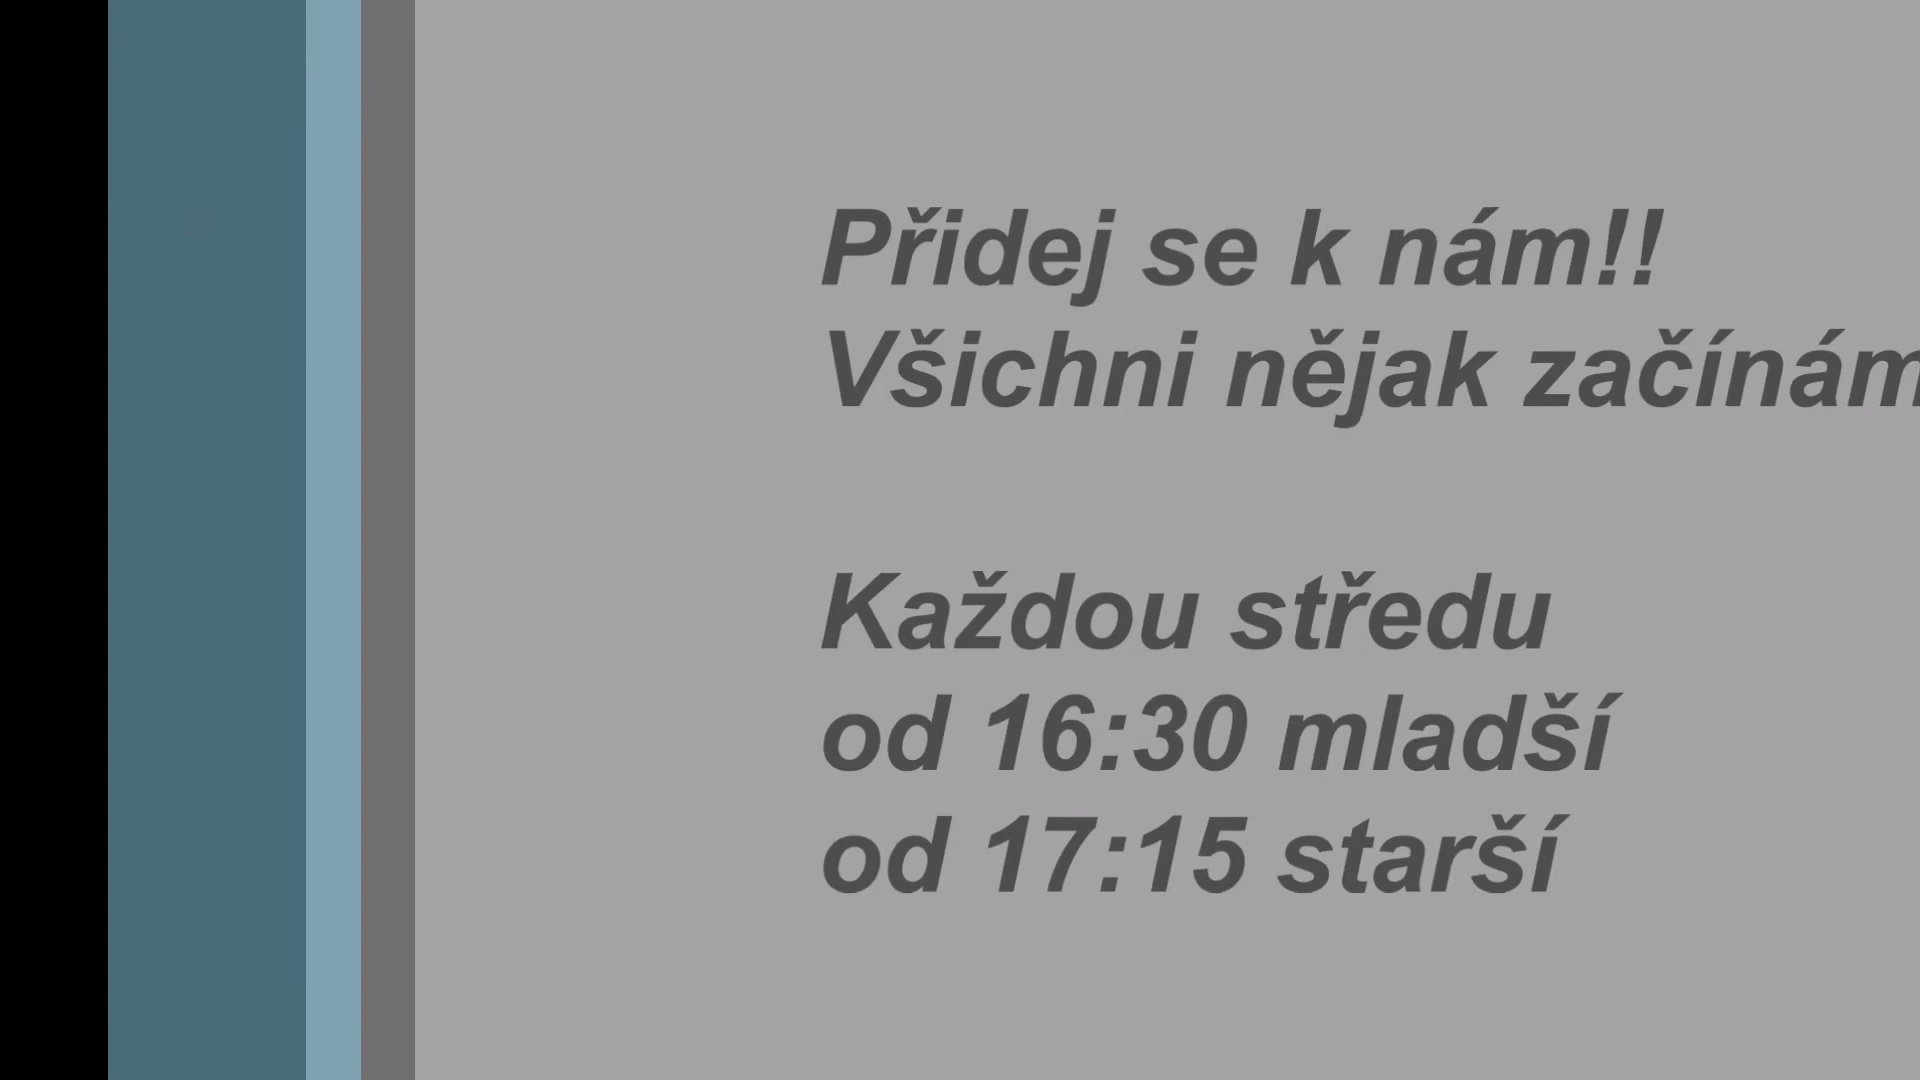 Přidej se k nám!!
Všichni nějak začínám
Každou středu
od 16:30 mladší
od 17:15 starší